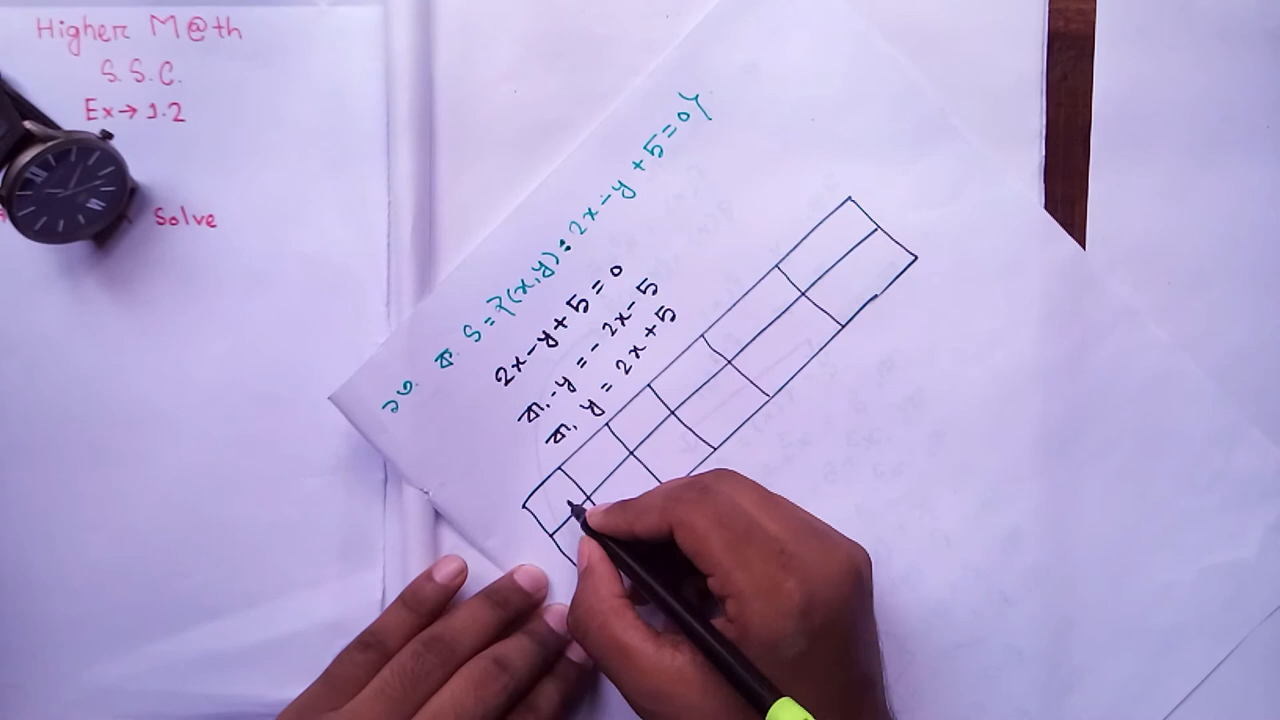 Higher M@th
S.S.C.
Ex→1.2
Solve
১৩. ক. S = {(x,y): 2x - y + 5 = 0}
2x - y + 5 = 0
বা, - y = - 2x - 5
বা, y = 2x + 5